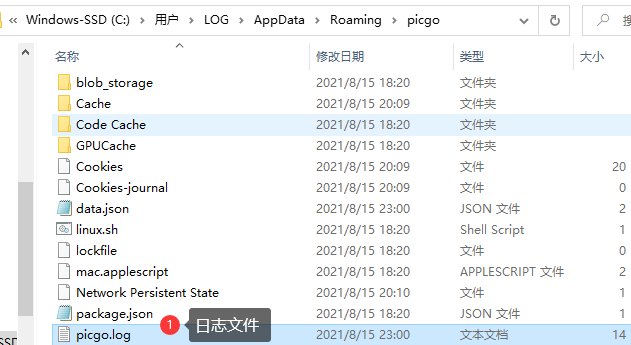 « Windows-SSD (C:) › 用户 › LOG › AppData › Roaming › picgo
名称 修改日期 类型 大小
blob_storage 2021/8/15 18:20 文件夹
Cache 2021/8/15 20:09 文件夹
Code Cache 2021/8/15 18:20 文件夹
GPUCache 2021/8/15 18:20 文件夹
Cookies 2021/8/15 20:09 文件 20
Cookies-journal 2021/8/15 20:09 文件 0
data.json 2021/8/15 23:00 JSON 文件 2
linux.sh 2021/8/15 18:20 Shell Script 1
lockfile 2021/8/15 18:20 文件 0
mac.applescript 2021/8/15 18:20 APPLESCRIPT 文件 2
Network Persistent State 2021/8/15 20:10 文件 1
package.json 2021/8/15 18:20 JSON 文件 1
picgo.log 1 日志文件 2021/8/15 23:00 文本文档 14